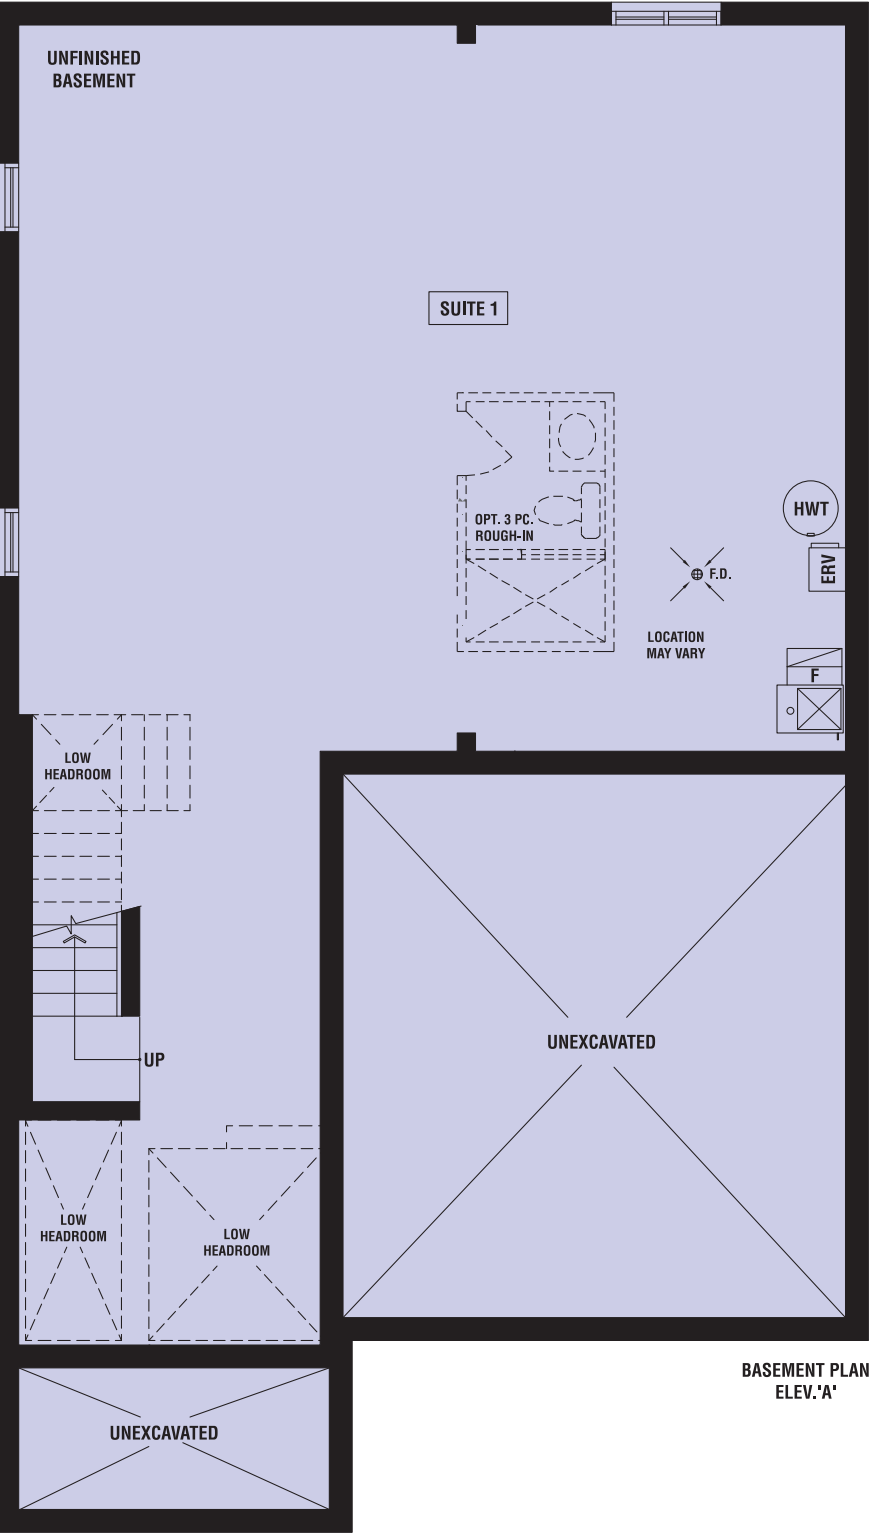 UNFINISHED
BASEMENT
SUITE 1
OPT. 3 PC.
ROUGH-IN
HWT
ERV
F.D.
LOCATION
MAY VARY
F
LOW
HEADROOM
UP
UNEXCAVATED
LOW
HEADROOM
LOW
HEADROOM
BASEMENT PLAN
ELEV.'A'
UNEXCAVATED